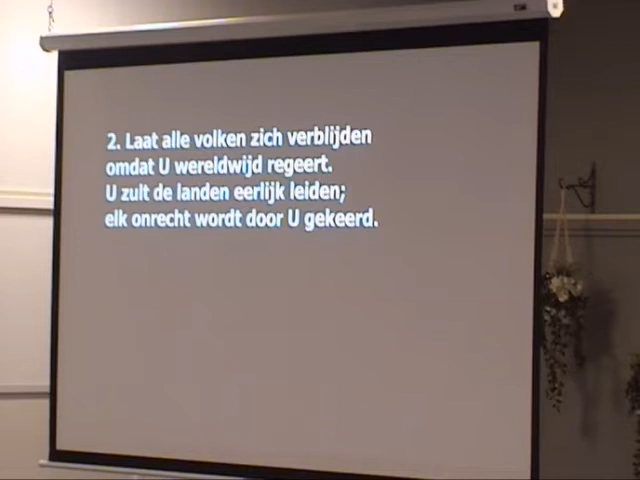 2. Laat alle volken zich verblijden
omdat U wereldwijd regeert.
U zult de landen eerlijk leiden;
elk onrecht wordt door U gekeerd.